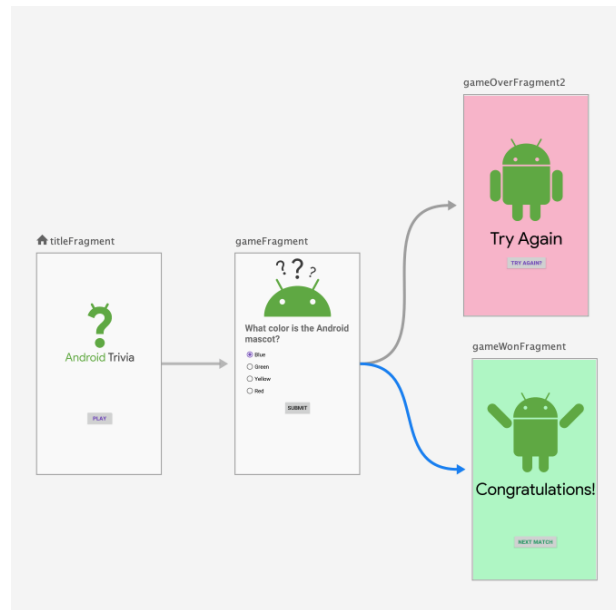 titleFragment
Android Trivia
PLAY
gameFragment
? ? ?
What color is the Android
mascot?
Blue
Green
Yellow
Red
SUBMIT
gameOverFragment2
Try Again
TRY AGAIN?
gameWonFragment
Congratulations!
NEXT MATCH